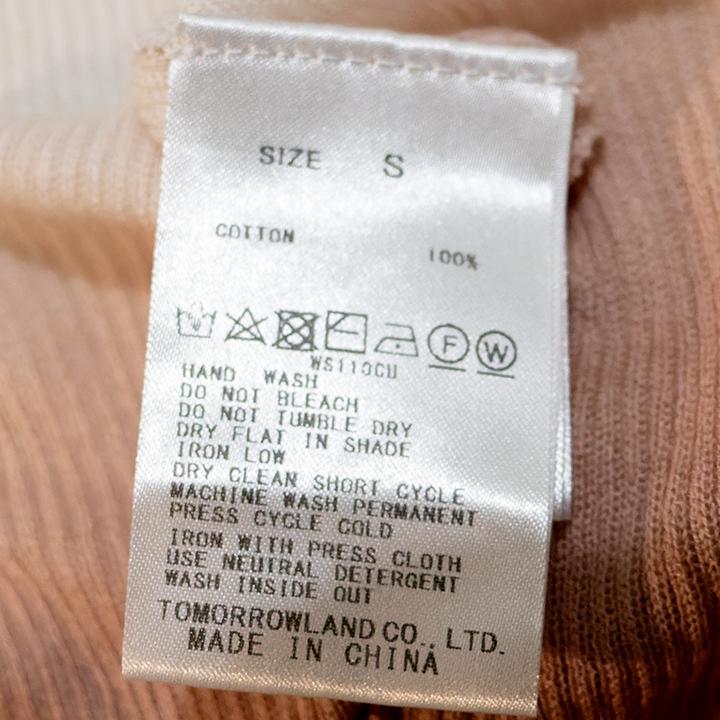 SIZE S
COTTON 100%
F W
WS110CU
HAND WASH
DO NOT BLEACH
DO NOT TUMBLE DRY
DRY FLAT IN SHADE
IRON LOW
DRY CLEAN SHORT CYCLE
MACHINE WASH PERMANENT
PRESS CYCLE COLD
IRON WITH PRESS CLOTH
USE NEUTRAL DETERGENT
WASH INSIDE OUT
TOMORROWLAND CO., LTD.
MADE IN CHINA